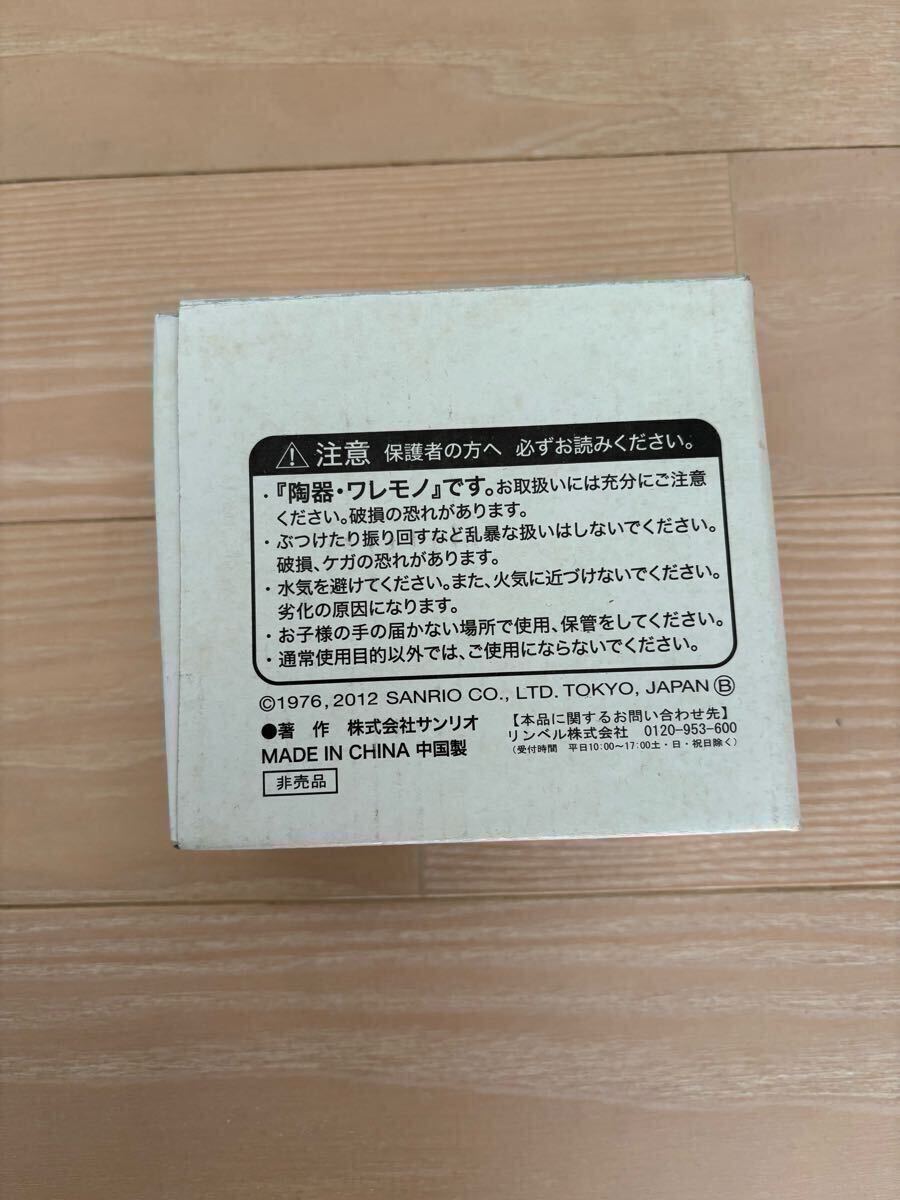 注意 保護者の方へ 必ずお読みください。
・『陶器・ワレモノ』です。お取扱いには充分にご注意
ください。破損の恐れがあります。
・ぶつけたり振り回すなど乱暴な扱いはしないでください。
破損、ケガの恐れがあります。
・水気を避けてください。また、火気に近づけないでください。
劣化の原因になります。
・お子様の手の届かない場所で使用、保管をしてください。
・通常使用目的以外では、ご使用にならないでください。
©1976, 2012 SANRIO CO., LTD. TOKYO, JAPAN Ⓑ
●著 作 株式会社サンリオ
MADE IN CHINA 中国製
非売品
【本品に関するお問い合わせ先】
リンベル株式会社 0120-953-600
(受付時間 平日10:00～17:00土・日・祝日除く)